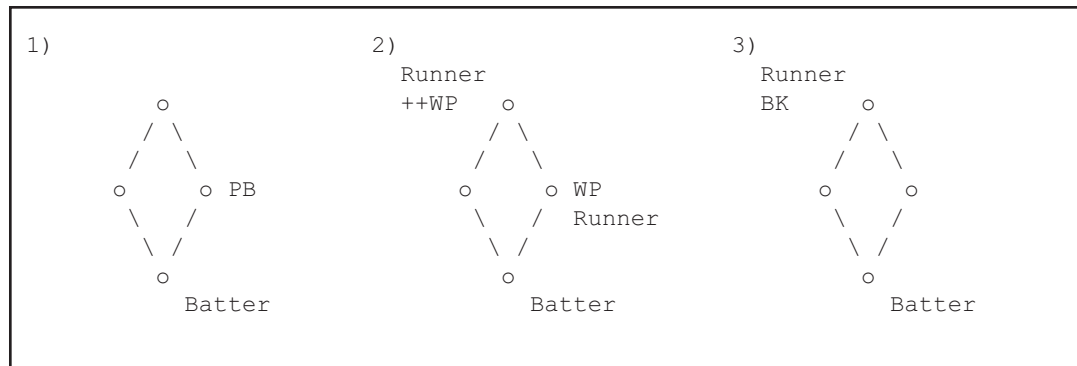 1) 2) 3)
Runner Runner
○ ++WP ○ BK ○
/ \ / \ / \
/ \ / \ / \
○ ○ PB ○ ○ WP ○ ○
\ / \ / Runner \ /
\ / \ / \ /
○ ○ ○
Batter Batter Batter